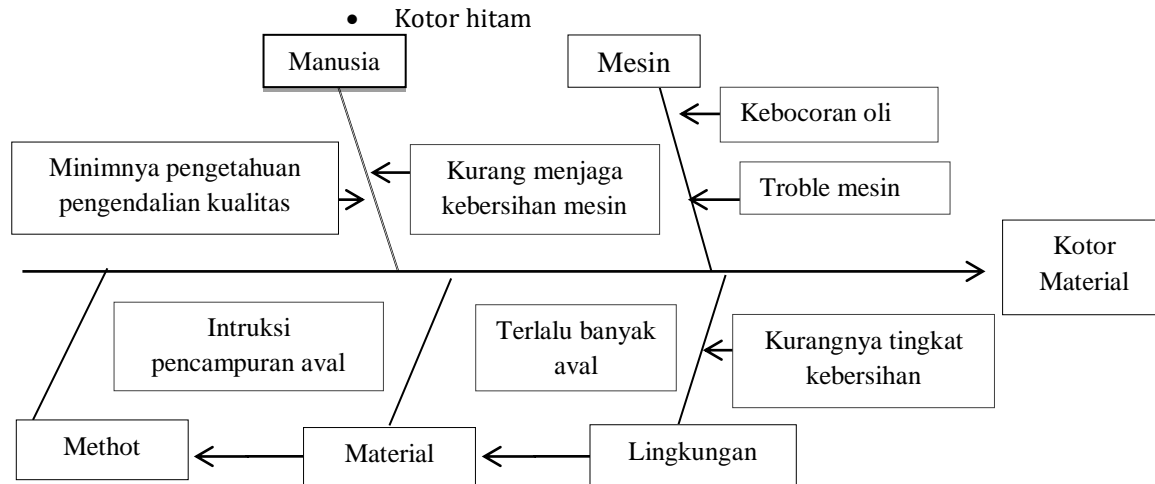 • Kotor hitam
Manusia
Mesin
Kebocoran oli
Minimnya pengetahuan
pengendalian kualitas
Kurang menjaga
kebersihan mesin
Troble mesin
Kotor
Material
Intruksi
pencampuran aval
Terlalu banyak
aval
Kurangnya tingkat
kebersihan
Methot
Material
Lingkungan